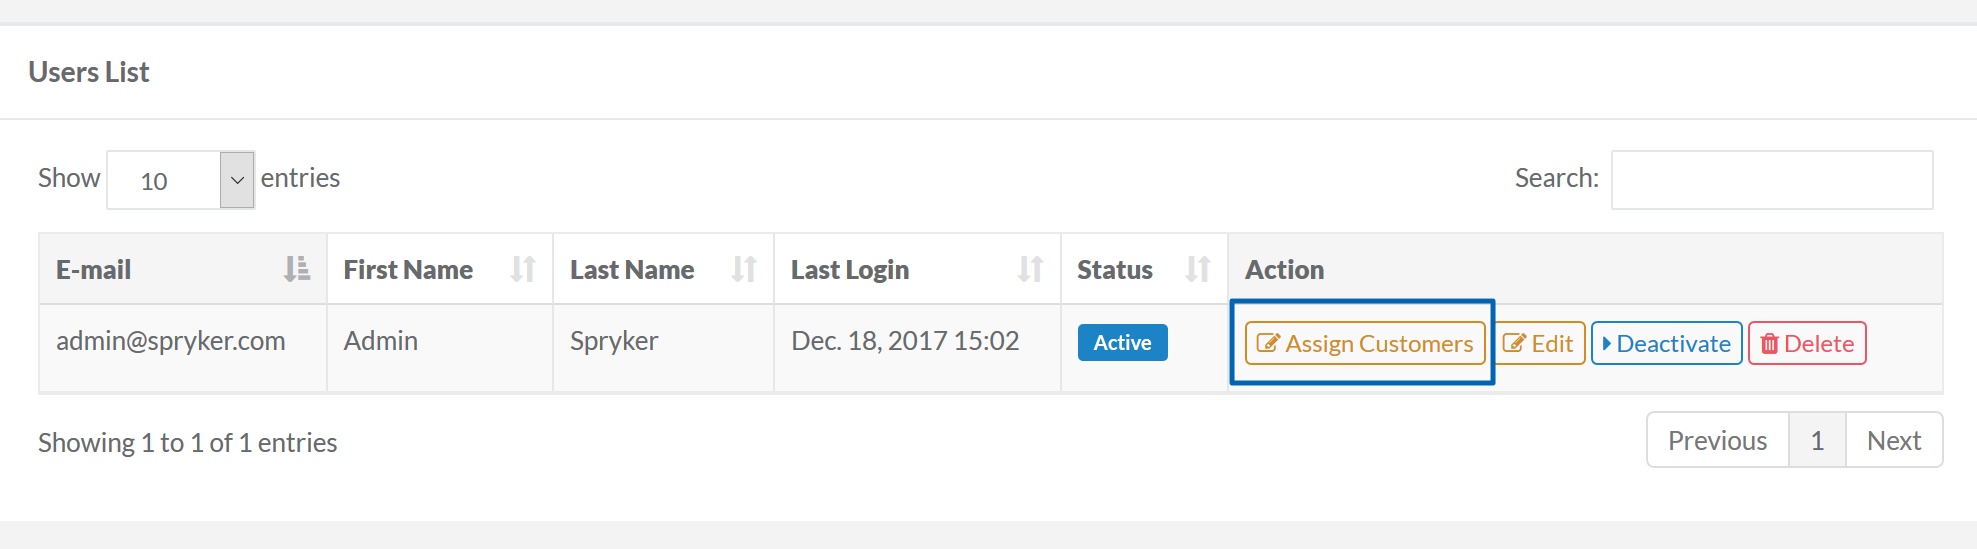 Users List
Show 10 entries Search:
E-mail First Name Last Name Last Login Status Action
admin@spryker.com Admin Spryker Dec. 18, 2017 15:02 Active Assign Customers Edit Deactivate Delete
Showing 1 to 1 of 1 entries Previous 1 Next